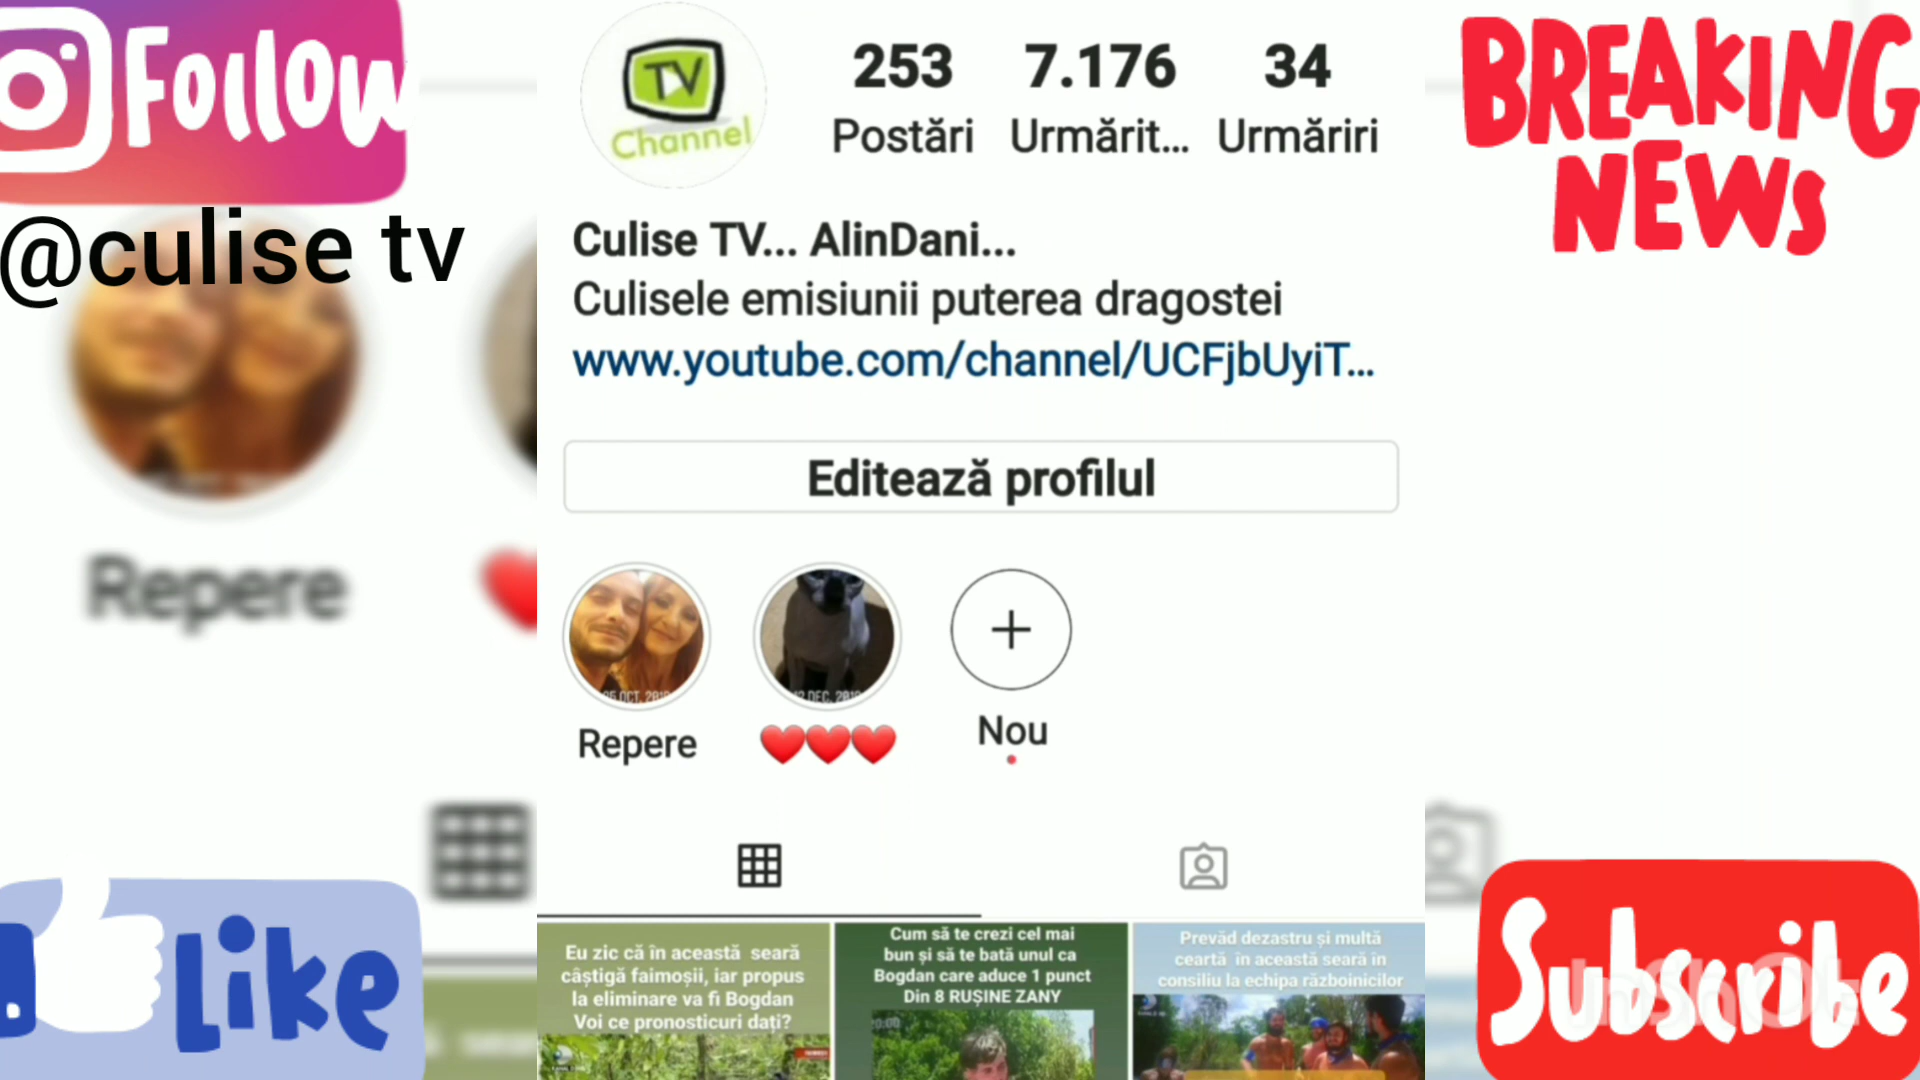 Follow
@culise tv
BREAKING
NEWS
TV
Channel
253
7.176
34
Postări
Urmărit...
Urmăriri
Culise TV... AlinDani...
Culisele emisiunii puterea dragostei
www.youtube.com/channel/UCFjbUyiT...
Editează profilul
Repere
Repere
Nou
Eu zic că în această seară
câștigă faimoșii, iar propus
la eliminare va fi Bogdan
Voi ce pronosticuri dați?
Cum să te crezi cel mai
bun și să te bată unul ca
Bogdan care aduce 1 punct
Din 8 RUȘINE ZANY
Prevăd dezastru și multă
ceartă in această seară în
consiliu la echipa războinicilor
Like
Subscribe
InShOt